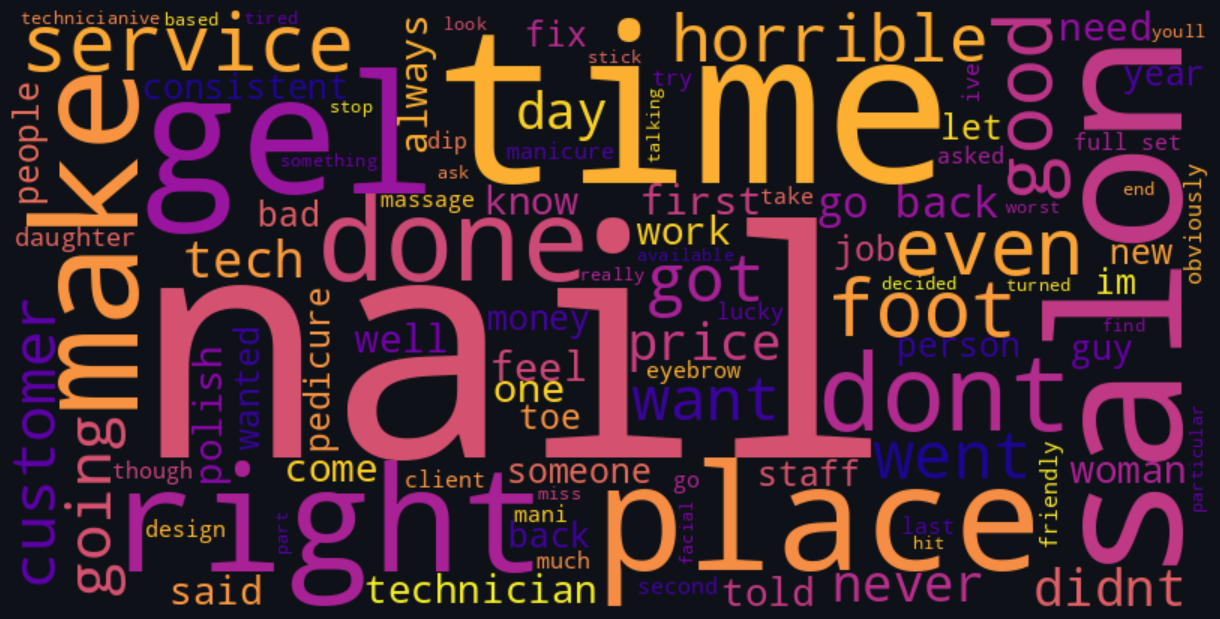 technicianive based tired
service
look
fix
stick
horrible
good
need
youll
consistent
gel
stop
something
always
time
day
try
talking
ive
let
asked
year
full set
on
people
make
dip
ask
manicure
massage
know
first
take
go back
worst
end
obviously
daughter
bad
tech
done
work
available
really
got
lucky
job
even
new
decided
turned
im
foot
find
nail
customer
polish
wanted
pedicure
well
money
feel
one
toe
price
eyebrow
want
person
guy
dont
sal
going
though
come
client
someone
miss
go
staff
went
friendly
woman
particular
right
design
part
mani
back
much
facial
place
last
hit
said
technician
second
told
never
didnt